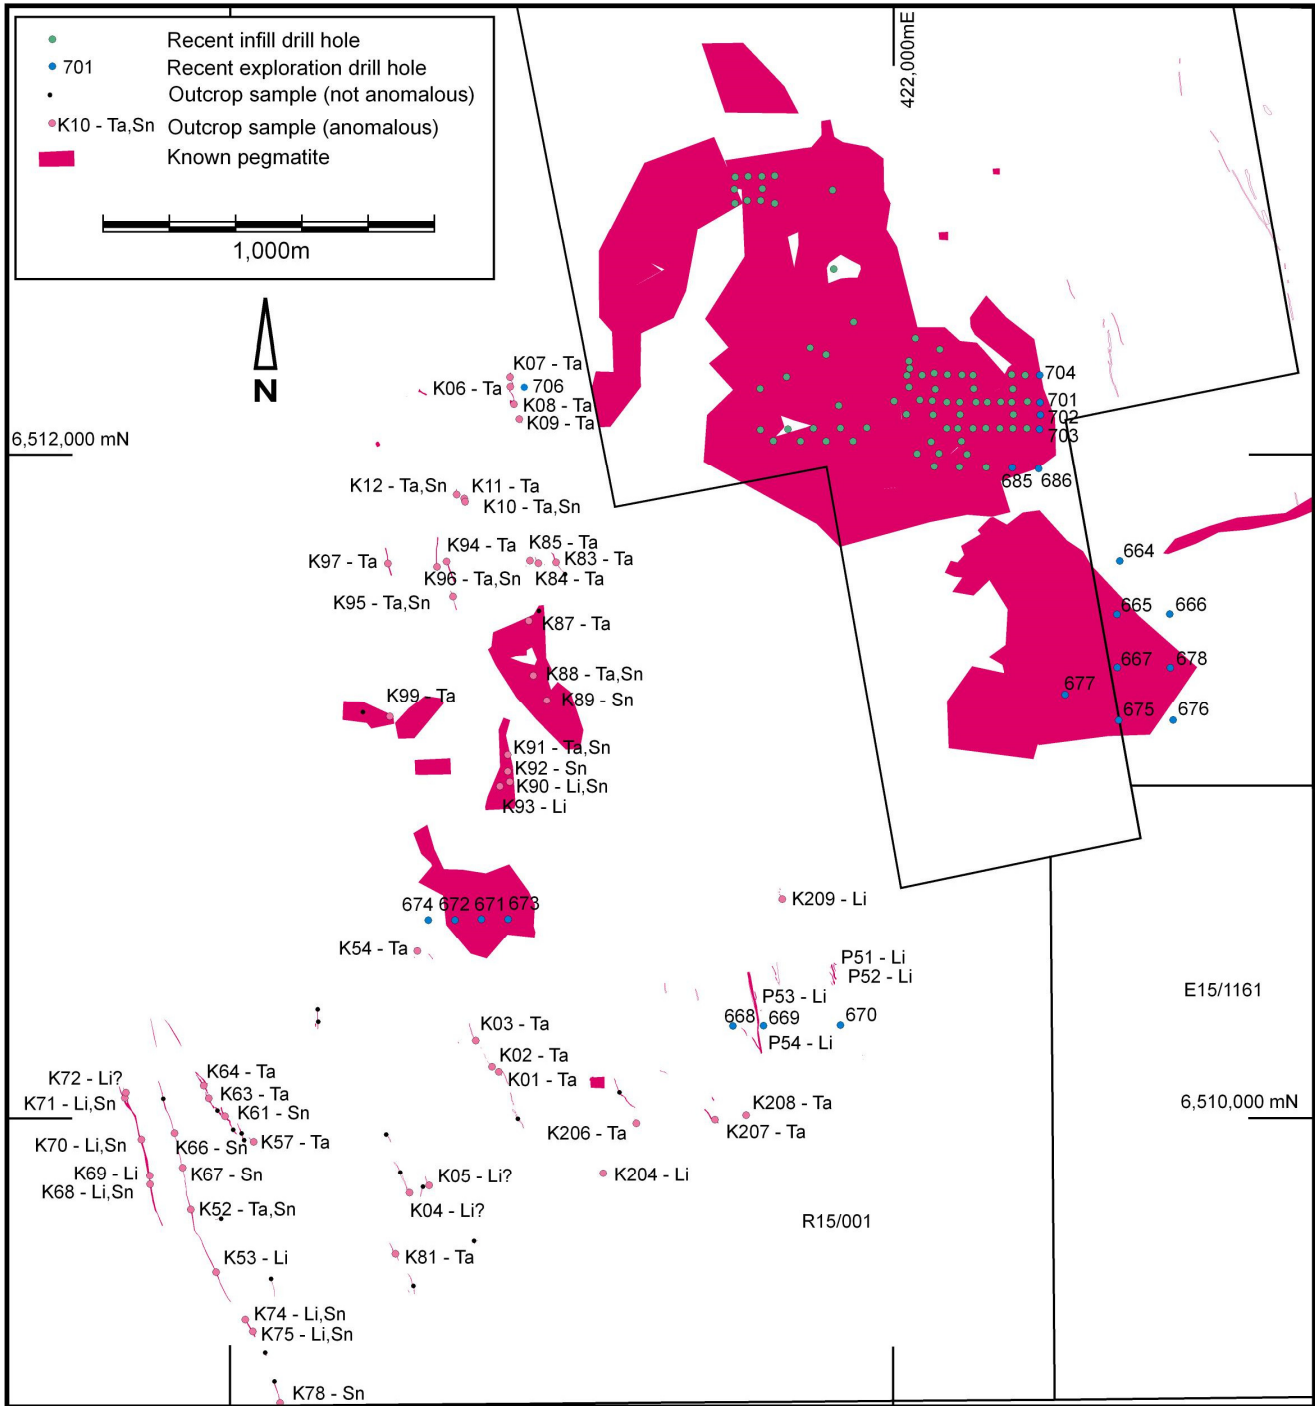 Recent infill drill hole
701 Recent exploration drill hole
Outcrop sample (not anomalous)
K10 - Ta,Sn Outcrop sample (anomalous)
Known pegmatite
1,000m
N
422,000mE
K07 - Ta
K06 - Ta
706
K08 - Ta
K09 - Ta
704
701
702
703
6,512,000 mN
685 686
K12 - Ta,Sn
K11 - Ta
K10 - Ta,Sn
K97 - Ta
K94 - Ta
K85 - Ta
K83 - Ta
K96 - Ta,Sn
K84 - Ta
K95 - Ta,Sn
664
665
666
K87 - Ta
K88 - Ta,Sn
K89 - Sn
667
678
677
675
676
K99 - Ta
K91 - Ta,Sn
K92 - Sn
K90 - Li,Sn
K93 - Li
674 672 671 673
K209 - Li
K54 - Ta
P51 - Li
P52 - Li
P53 - Li
668 669 670
P54 - Li
E15/1161
K03 - Ta
K02 - Ta
K01 - Ta
K64 - Ta
K72 - Li?
K63 - Ta
K71 - Li,Sn
K61 - Sn
K208 - Ta
6,510,000 mN
K57 - Ta
K206 - Ta
K207 - Ta
K70 - Li,Sn
K66 - Sn
K69 - Li
K67 - Sn
K05 - Li?
K204 - Li
K68 - Li,Sn
K52 - Ta,Sn
K04 - Li?
R15/001
K53 - Li
K81 - Ta
K74 - Li,Sn
K75 - Li,Sn
K78 - Sn